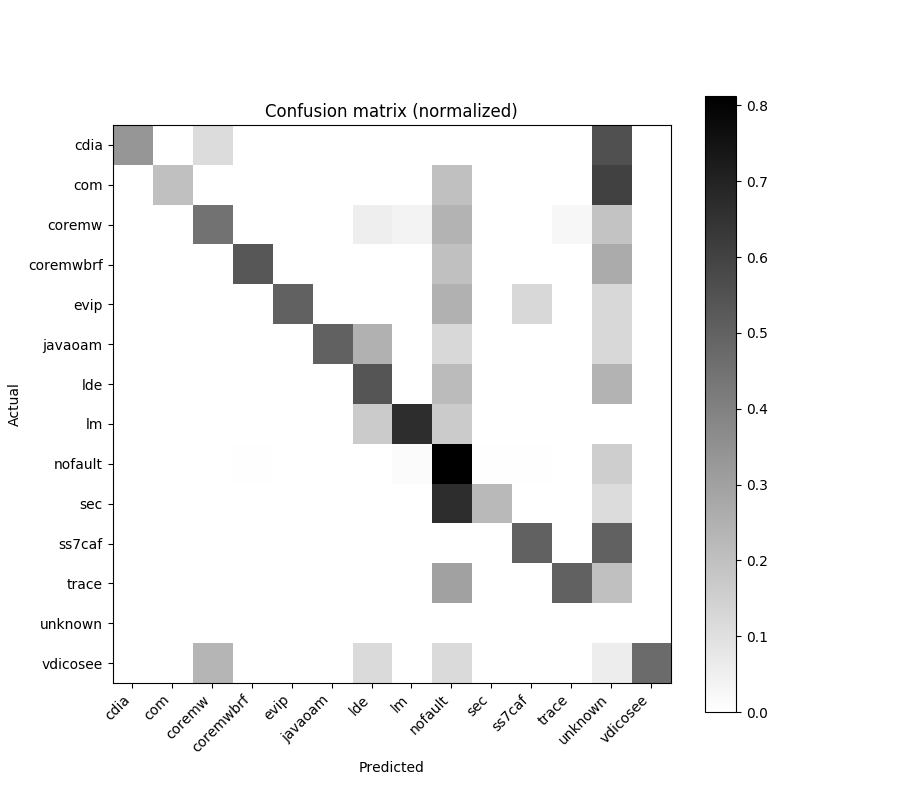 Confusion matrix (normalized)
Actual
cdia
com
coremw
coremwbrf
evip
javaoam
lde
lm
nofault
sec
ss7caf
trace
unknown
vdicosee
cdia
com
coremw
coremwbrf
evip
javaoam
lde
lm
nofault
sec
ss7caf
trace
unknown
vdicosee
Predicted
0.8
0.7
0.6
0.5
0.4
0.3
0.2
0.1
0.0